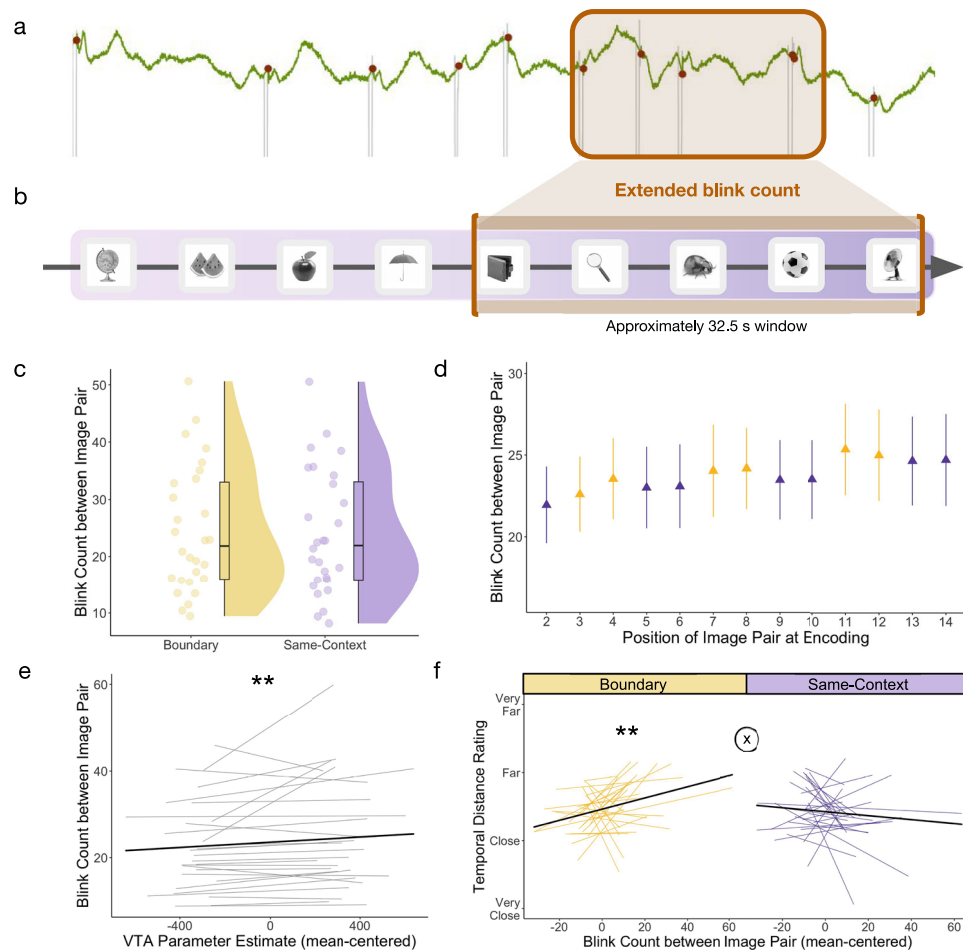 a
b
Extended blink count
Approximately 32.5 s window
c
Blink Count between Image Pair
50
40
30
20
10
Boundary
Same-Context
d
Blink Count between Image Pair
30
25
20
2 3 4 5 6 7 8 9 10 11 12 13 14
Position of Image Pair at Encoding
e
**
Blink Count between Image Pair
60
40
20
-400 0 400
VTA Parameter Estimate (mean-centered)
f
Boundary
Same-Context
**
x
Temporal Distance Rating
Very
Far
Far
Close
Very
Close
-20 0 20 40 60
-20 0 20 40 60
Blink Count between Image Pair (mean-centered)